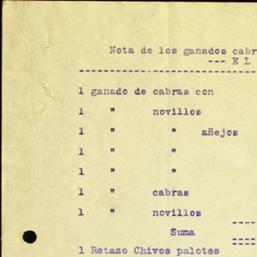 Nota de los ganados cabr
--- E L
1 ganado de cabras con
1 " novillos
1 " " añejos
1 " "
1 " "
1 " cabras
1 " novillos
Suma
1 Retazo Chivos palotes